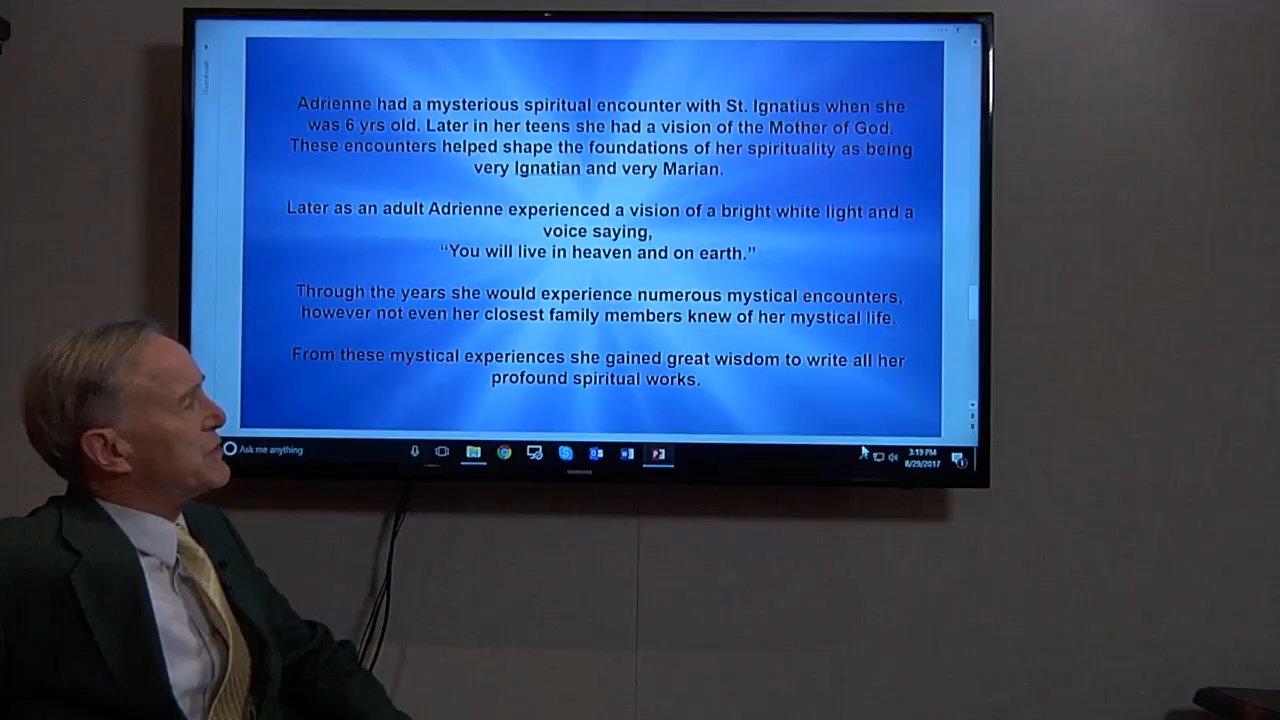 Adrienne had a mysterious spiritual encounter with St. Ignatius when she
was 6 yrs old. Later in her teens she had a vision of the Mother of God.
These encounters helped shape the foundations of her spirituality as being
very Ignatian and very Marian.
Later as an adult Adrienne experienced a vision of a bright white light and a
voice saying,
“You will live in heaven and on earth.”
Through the years she would experience numerous mystical encounters,
however not even her closest family members knew of her mystical life.
From these mystical experiences she gained great wisdom to write all her
profound spiritual works.
Ask me anything
3:19 PM
8/29/2017
SAMSUNG